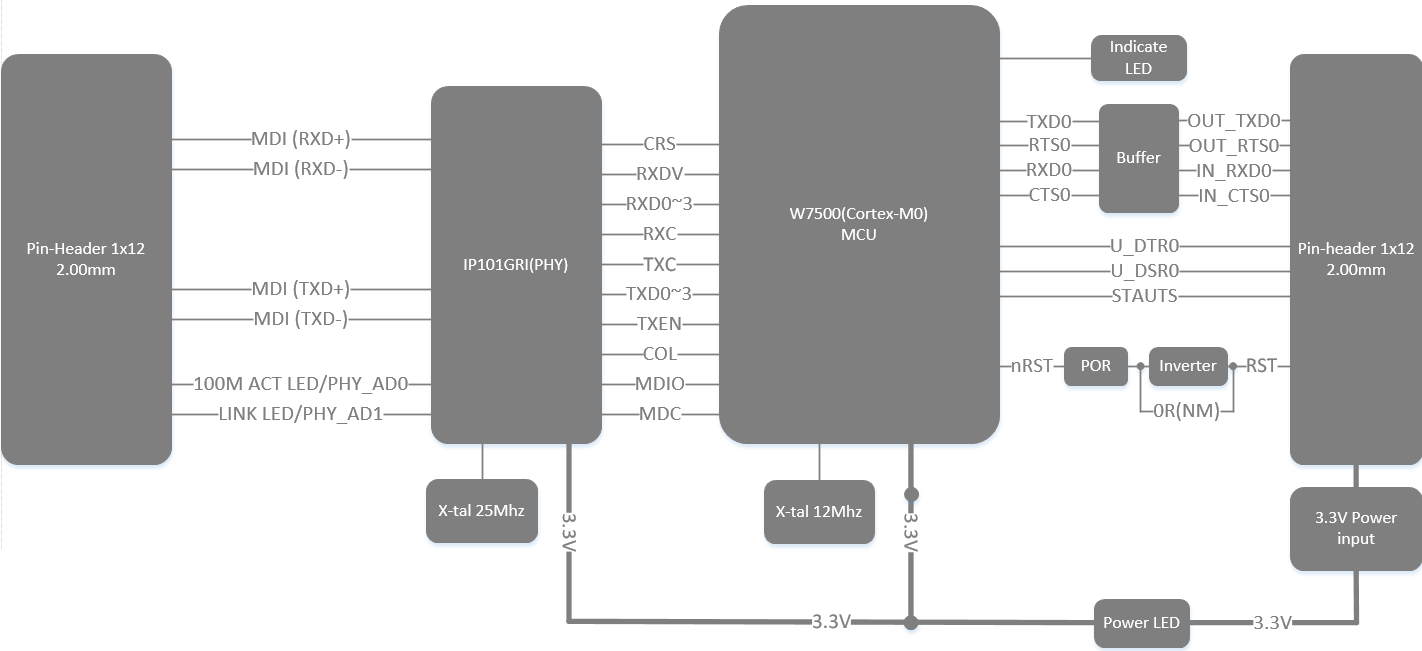 Pin-Header 1x12
2.00mm
MDI (RXD+)
MDI (RXD-)
MDI (TXD+)
MDI (TXD-)
100M ACT LED/PHY_AD0
LINK LED/PHY_AD1
IP101GRI(PHY)
X-tal 25Mhz
3.3V
CRS
RXDV
RXD0~3
RXC
TXC
TXD0~3
TXEN
COL
MDIO
MDC
W7500(Cortex-M0)
MCU
X-tal 12Mhz
3.3V
3.3V
Indicate
LED
TXD0
RTS0
RXD0
CTS0
Buffer
OUT_TXD0
OUT_RTS0
IN_RXD0
IN_CTS0
U_DTR0
U_DSR0
STAUTS
nRST
POR
Inverter
RST
0R(NM)
Pin-header 1x12
2.00mm
3.3V Power
input
Power LED
3.3V